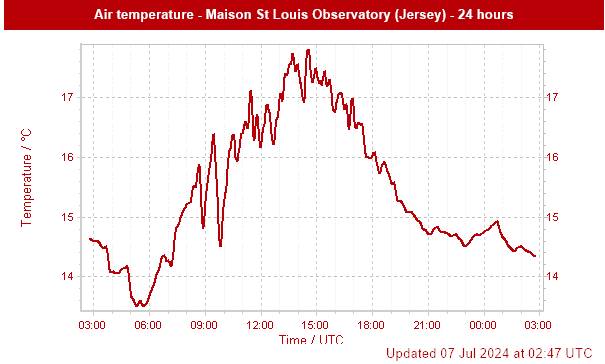 Air temperature - Maison St Louis Observatory (Jersey) - 24 hours
Temperature / °C
17 17
16 16
15 15
14 14
03:00 06:00 09:00 12:00 15:00 18:00 21:00 00:00 03:00
Time / UTC
Updated 07 Jul 2024 at 02:47 UTC